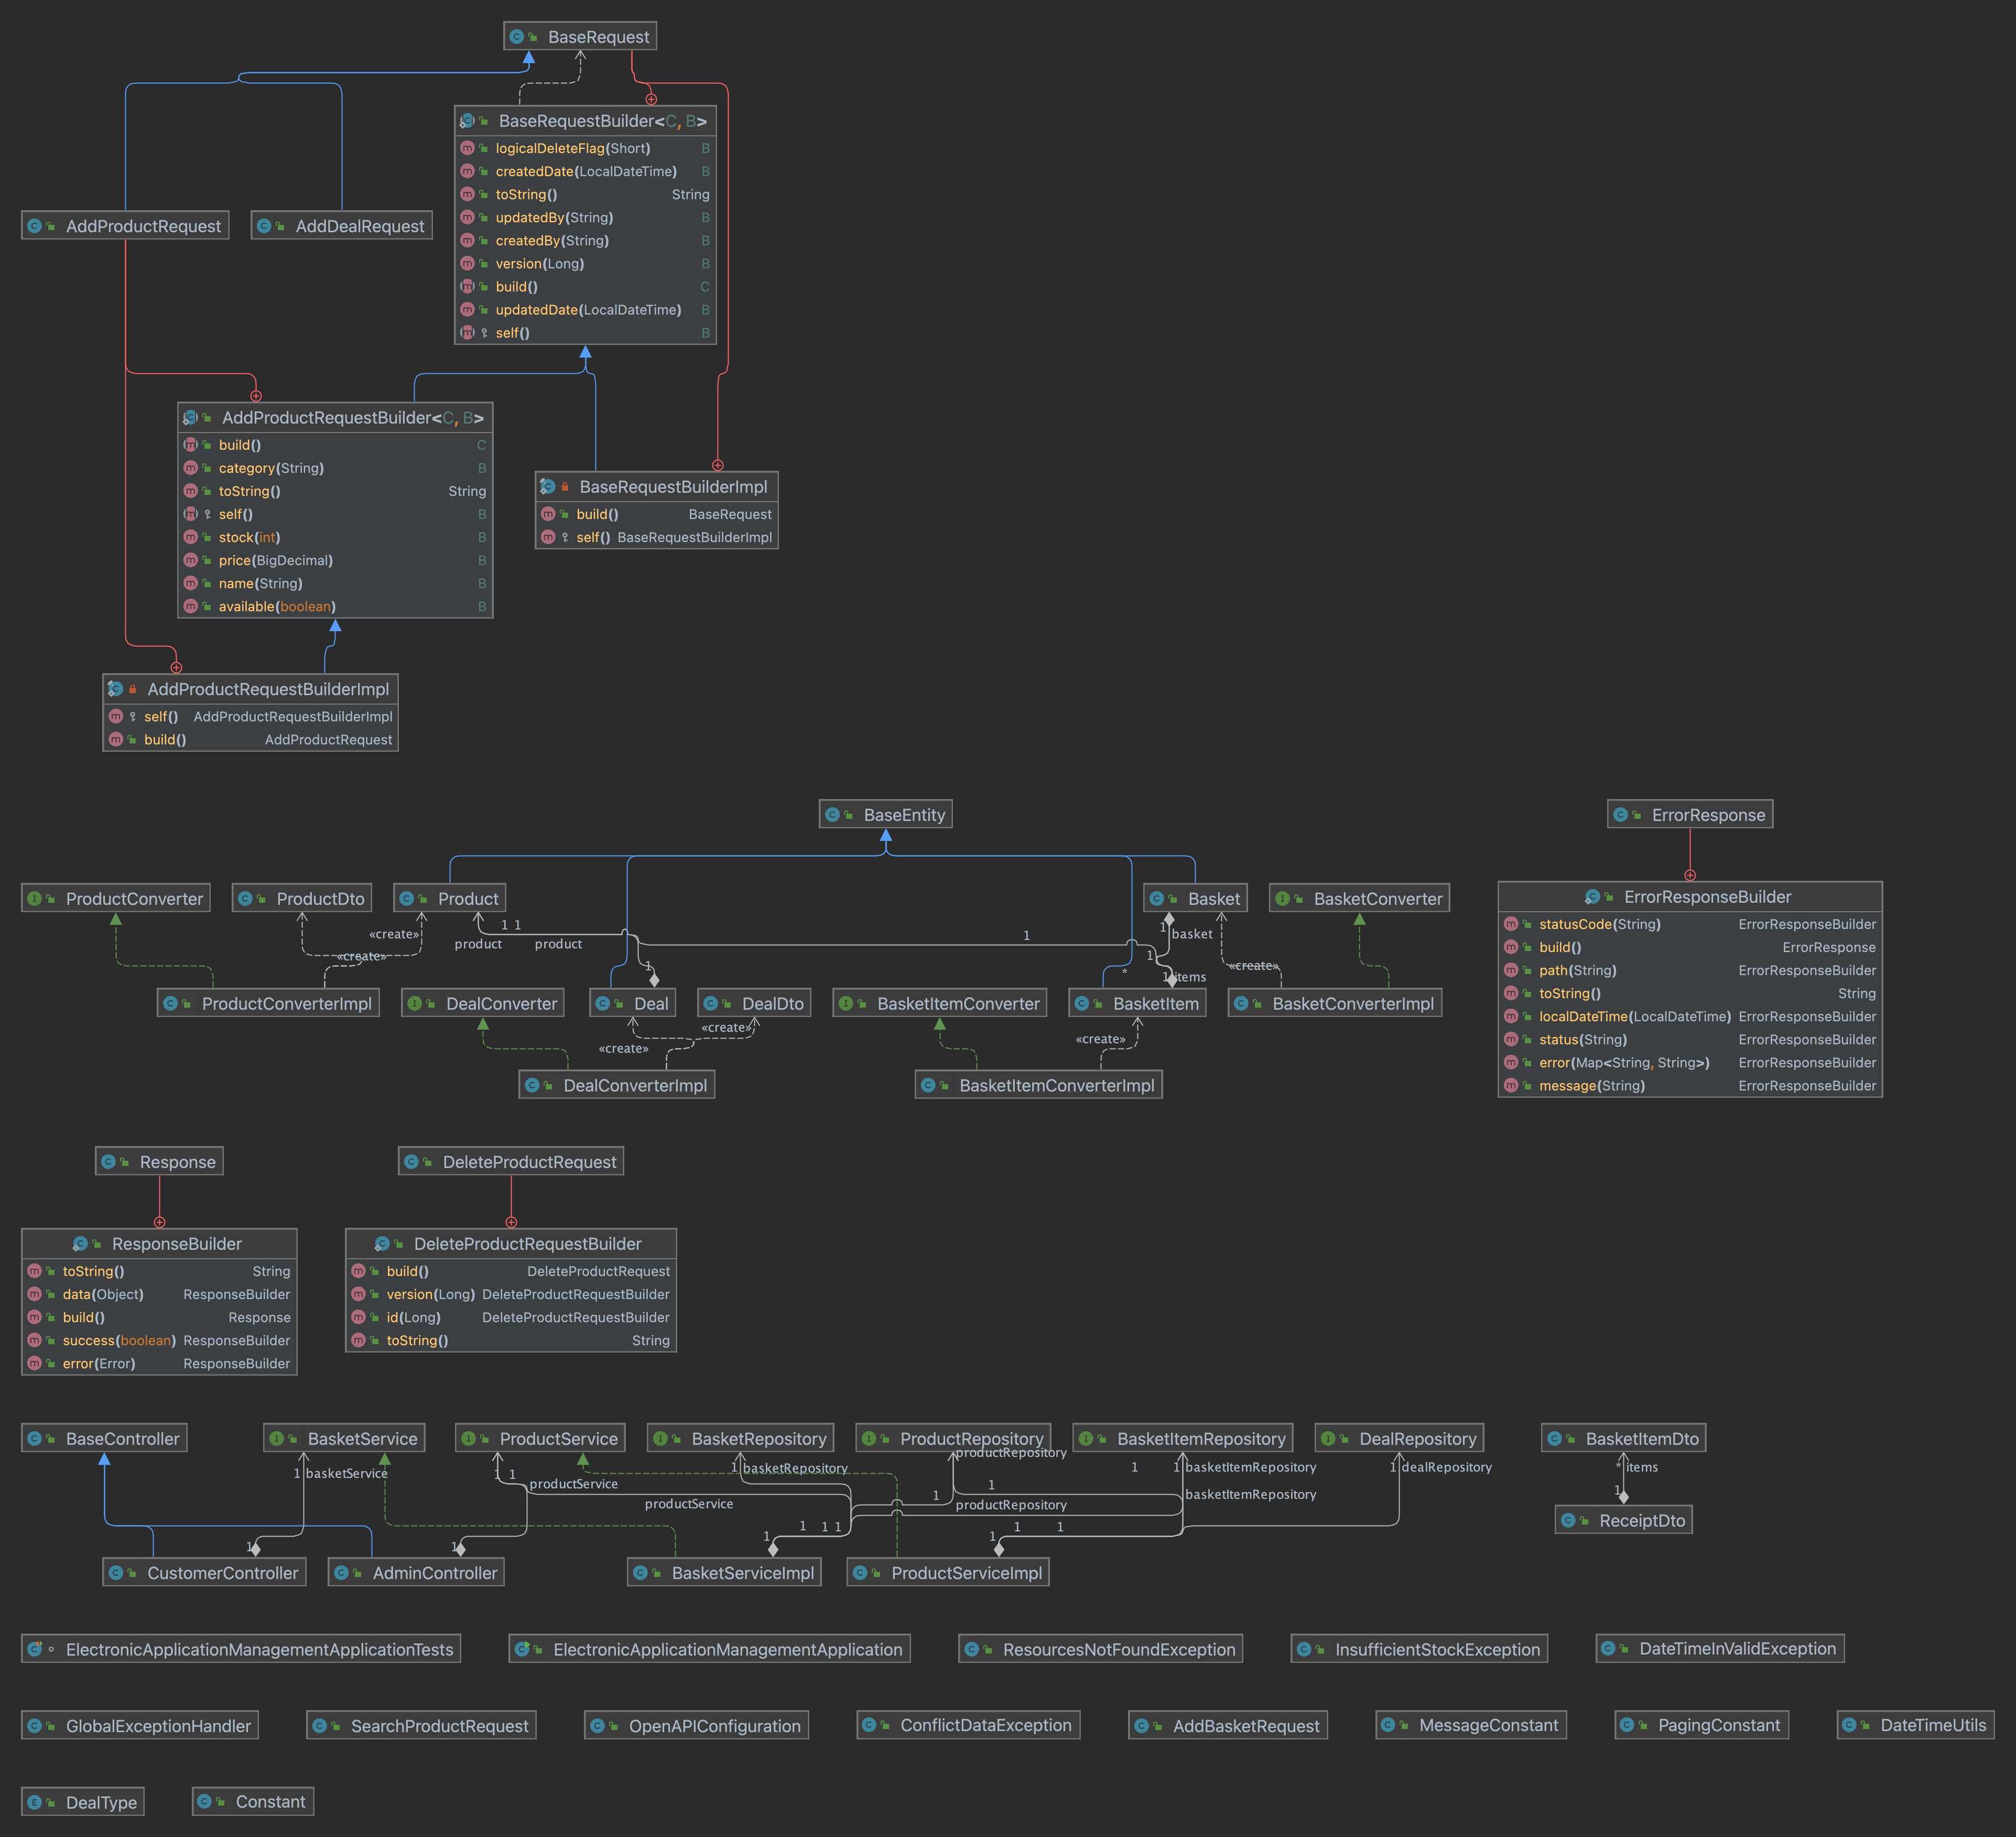 BaseRequest
BaseRequestBuilder<C, B>
logicalDeleteFlag(Short) B
createdDate(LocalDateTime) B
toString() String
updatedBy(String) B
createdBy(String) B
version(Long) B
build() C
updatedDate(LocalDateTime) B
self() B
AddProductRequest
AddDealRequest
AddProductRequestBuilder<C, B>
build() C
category(String) B
toString() String
self() B
stock(int) B
price(BigDecimal) B
name(String) B
available(boolean) B
BaseRequestBuilderImpl
build() BaseRequest
self() BaseRequestBuilderImpl
AddProductRequestBuilderImpl
self() AddProductRequestBuilderImpl
build() AddProductRequest
BaseEntity
ErrorResponse
ProductConverter
ProductDto
Product
Basket
BasketConverter
ErrorResponseBuilder
statusCode(String) ErrorResponseBuilder
build() ErrorResponse
path(String) ErrorResponseBuilder
toString() String
localDateTime(LocalDateTime) ErrorResponseBuilder
status(String) ErrorResponseBuilder
error(Map<String, String>) ErrorResponseBuilder
message(String) ErrorResponseBuilder
1 1
«create»
product
product
1
1
basket
«create»
1
1
*
1
items
«create»
ProductConverterImpl
DealConverter
Deal
DealDto
BasketItemConverter
BasketItem
BasketConverterImpl
«create»
«create»
«create»
DealConverterImpl
BasketItemConverterImpl
Response
DeleteProductRequest
ResponseBuilder
toString() String
data(Object) ResponseBuilder
build() Response
success(boolean) ResponseBuilder
error(Error) ResponseBuilder
DeleteProductRequestBuilder
build() DeleteProductRequest
version(Long) DeleteProductRequestBuilder
id(Long) DeleteProductRequestBuilder
toString() String
BaseController
BasketService
ProductService
BasketRepository
ProductRepository
BasketItemRepository
DealRepository
BasketItemDto
productRepository
1 basketService
1 1
productService
1 basketRepository
1
1 basketItemRepository
1 dealRepository
* items
productService
1
1
productRepository
basketItemRepository
1
1
1
1
1 1 1
1
1 1
1
ReceiptDto
CustomerController
AdminController
BasketServiceImpl
ProductServiceImpl
ElectronicApplicationManagementApplicationTests
ElectronicApplicationManagementApplication
ResourcesNotFoundException
InsufficientStockException
DateTimeInValidException
GlobalExceptionHandler
SearchProductRequest
OpenAPIConfiguration
ConflictDataException
AddBasketRequest
MessageConstant
PagingConstant
DateTimeUtils
DealType
Constant